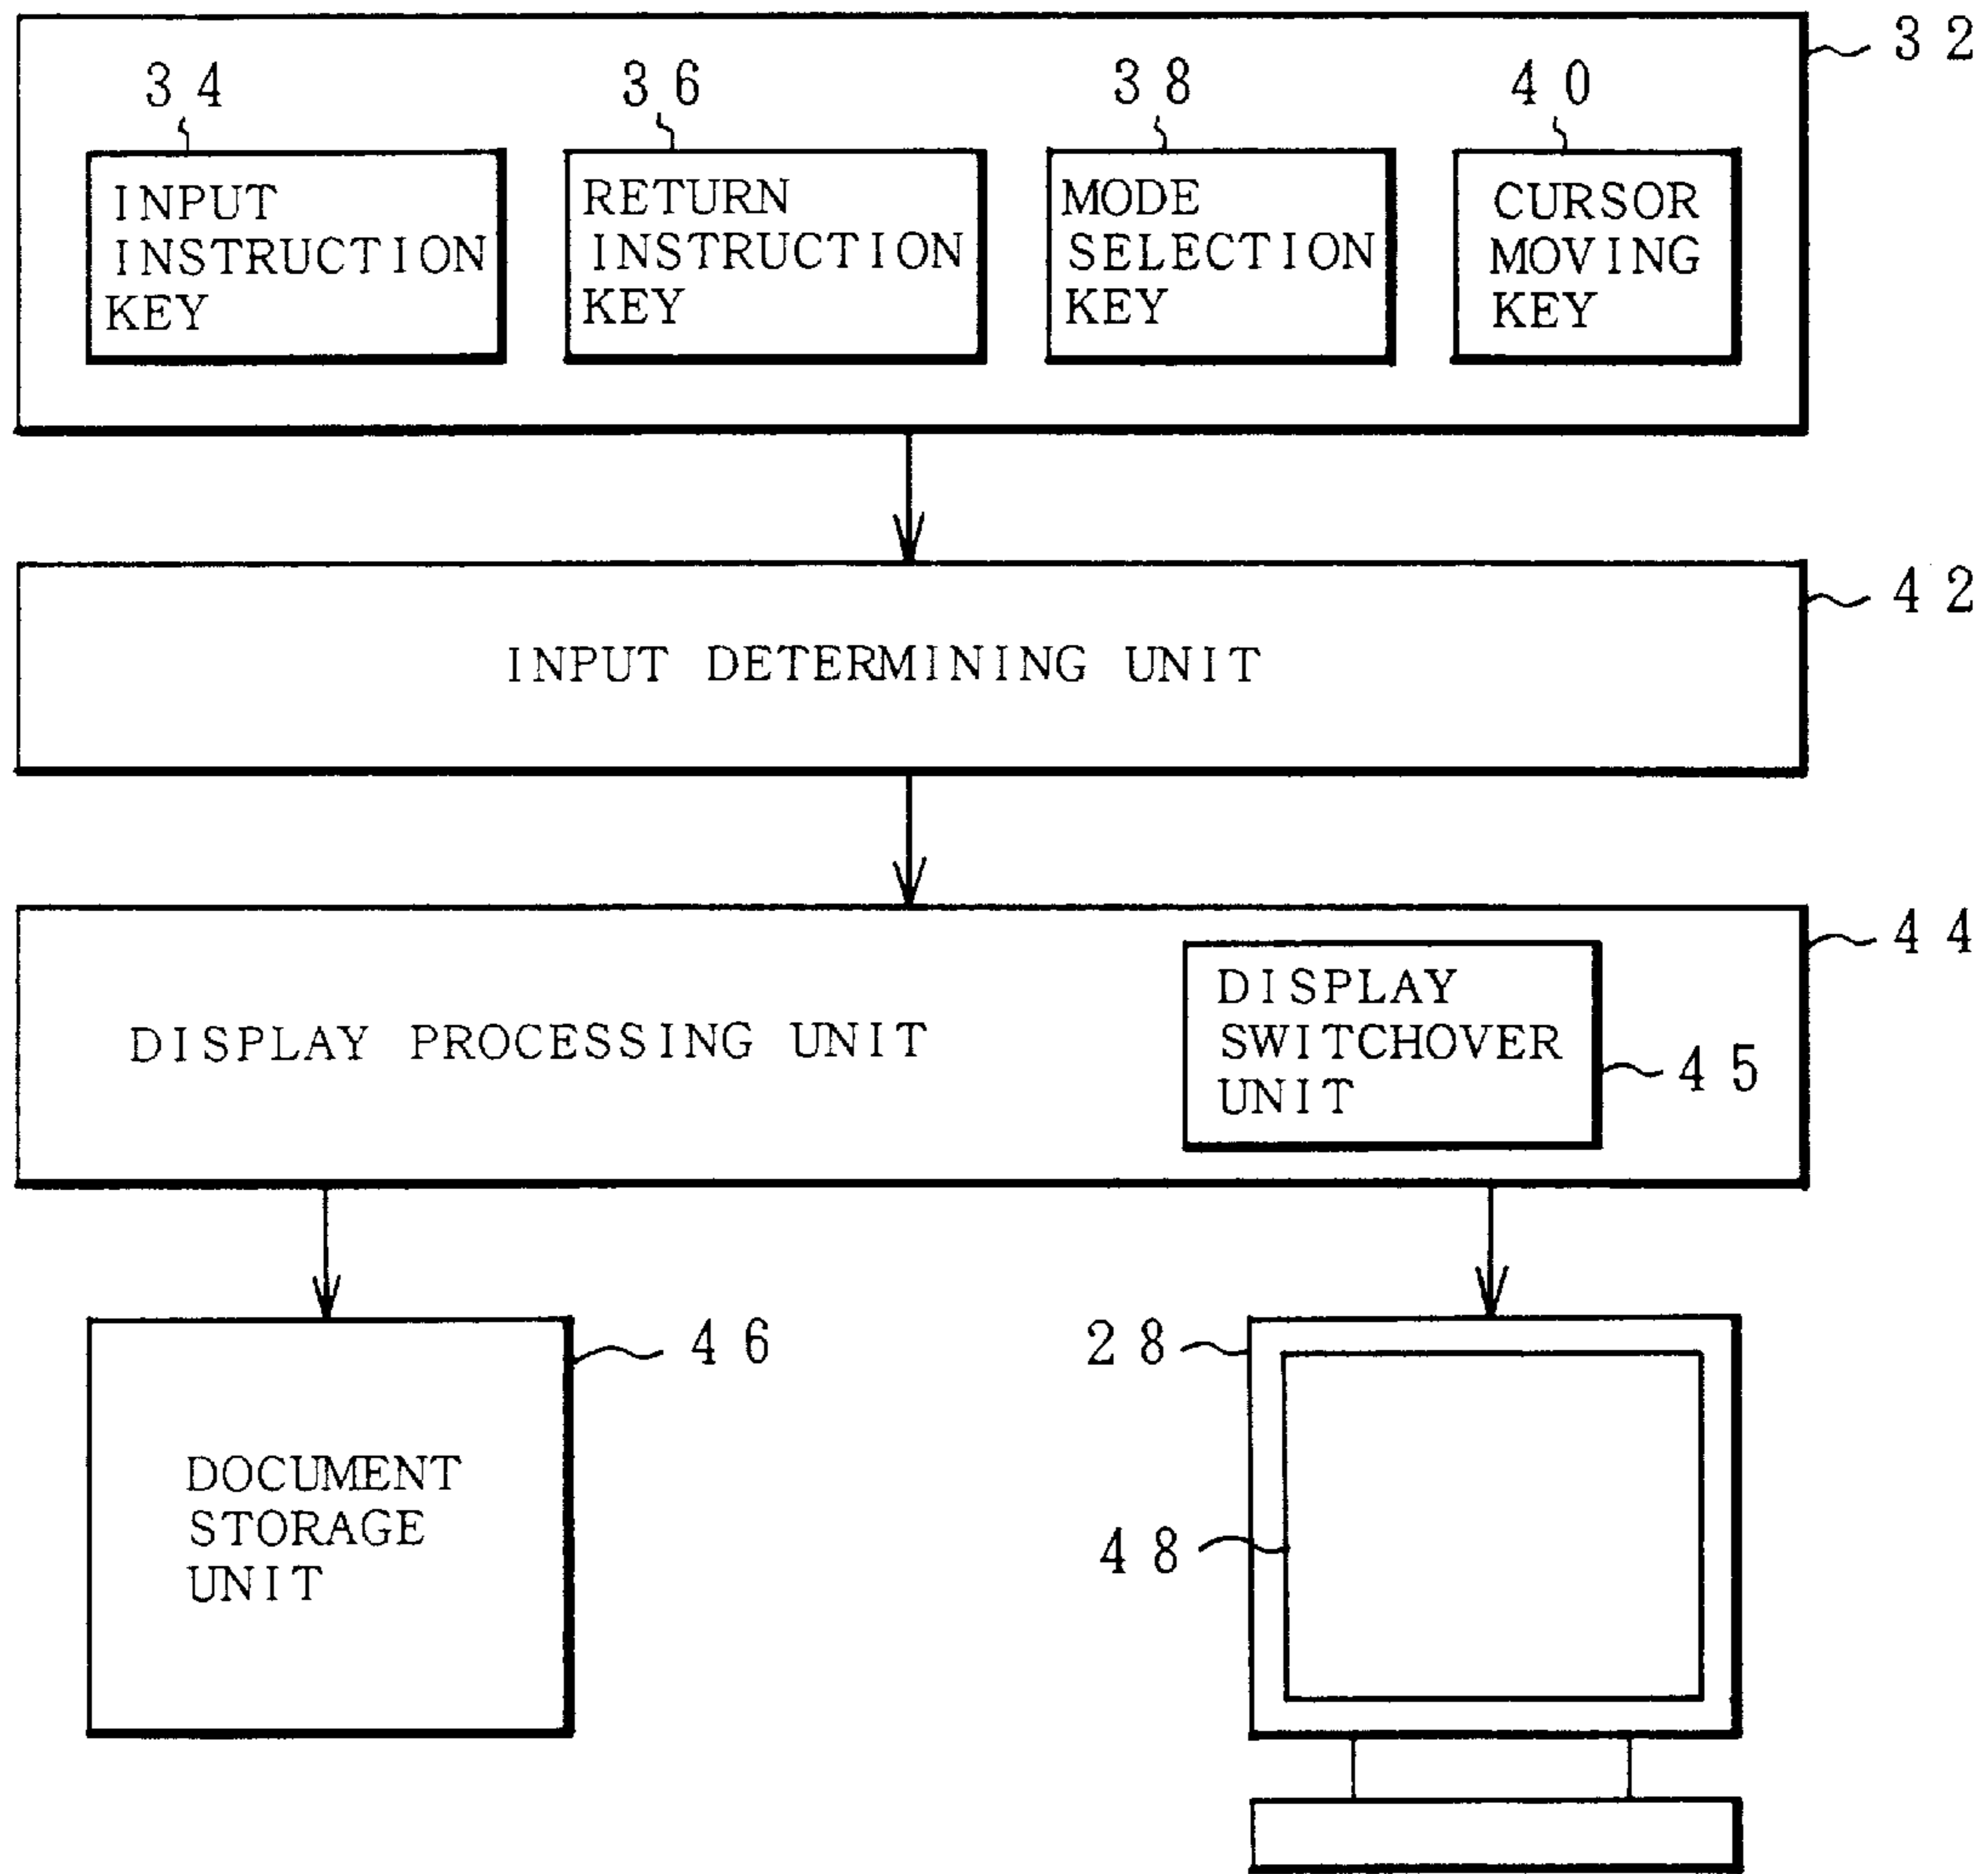 32
34
36
38
40
INPUT
INSTRUCTION
KEY
RETURN
INSTRUCTION
KEY
MODE
SELECTION
KEY
CURSOR
MOVING
KEY
42
INPUT DETERMINING UNIT
44
DISPLAY PROCESSING UNIT
DISPLAY
SWITCHOVER
UNIT
45
46
DOCUMENT
STORAGE
UNIT
28
48